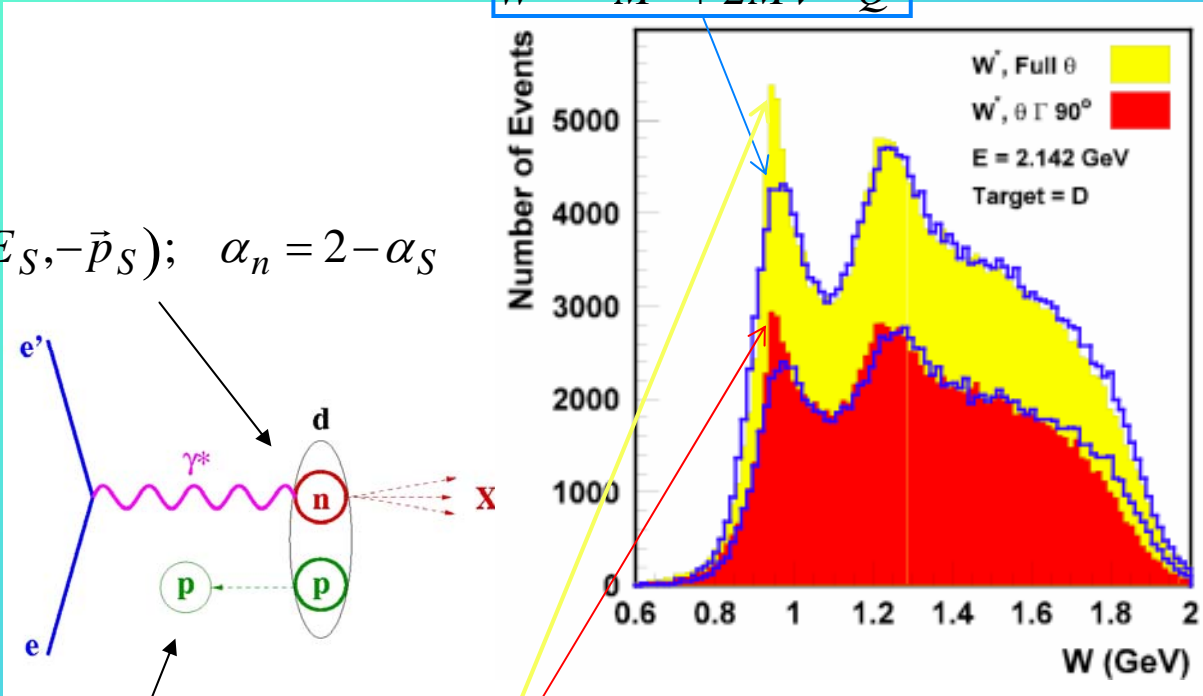 Number of Events
W*, Full θ
W*, θ Γ 90°
E = 2.142 GeV
Target = D
5000
4000
3000
2000
1000
0
0.6 0.8 1 1.2 1.4 1.6 1.8 2
W (GeV)
E_S,−p⃗_S); α_n = 2−α_S
e'
d
γ*
n
X
p
p
e